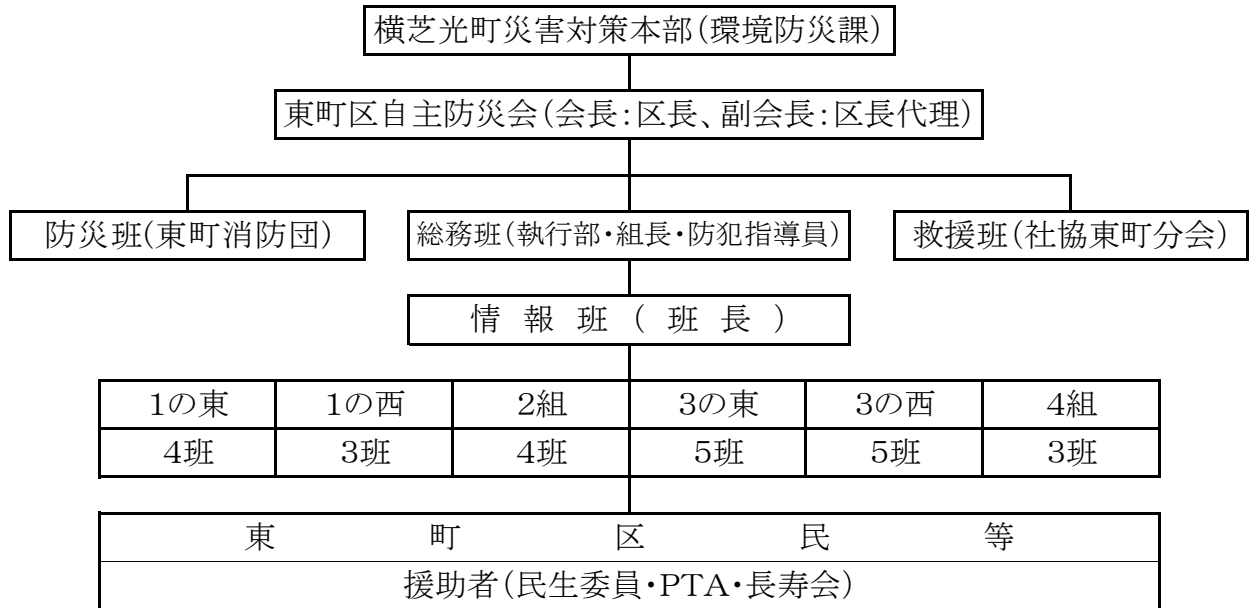 横芝光町災害対策本部(環境防災課)
東町区自主防災会(会長:区長、副会長:区長代理)
防災班(東町消防団) 総務班(執行部・組長・防犯指導員) 救援班(社協東町分会)
情報班(班長)
1の東 1の西 2組 3の東 3の西 4組
4班 3班 4班 5班 5班 3班
東町区民等
援助者(民生委員・PTA・長寿会)